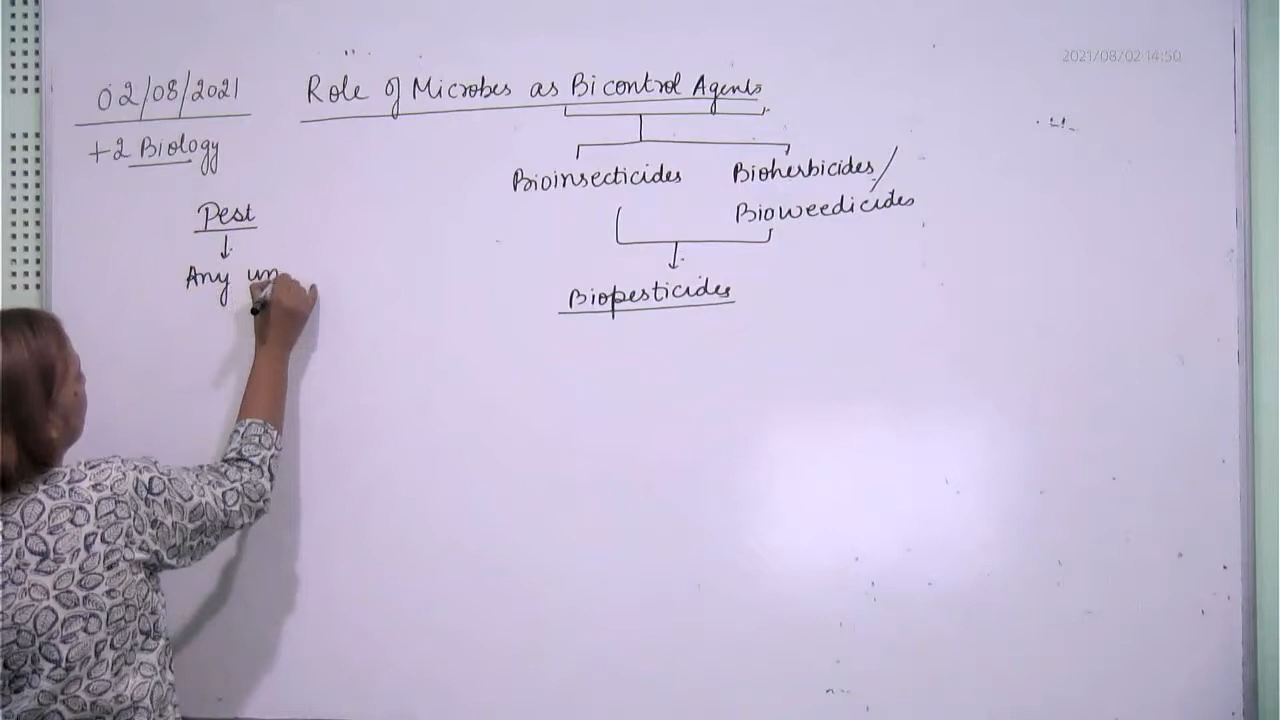 2021/08/02 14:50
02/08/2021 Role of Microbes as Bicontrol Agents
+2 Biology
Bioinsecticides Bioherbicides/
Bioweedicides
Pest
Any un
Biopesticides